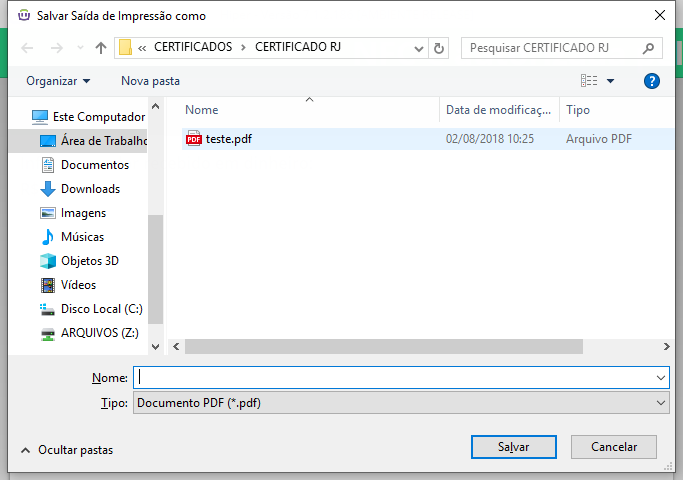 Salvar Saída de Impressão como
« CERTIFICADOS > CERTIFICADO RJ
Pesquisar CERTIFICADO RJ
Organizar
Nova pasta
?
Este Computador
Área de Trabalho
Documentos
Downloads
Imagens
Músicas
Objetos 3D
Vídeos
Disco Local (C:)
ARQUIVOS (Z:)
Nome
Data de modificaç...
Tipo
PDF teste.pdf
02/08/2018 10:25
Arquivo PDF
Nome:
Tipo: Documento PDF (*.pdf)
Ocultar pastas
Salvar
Cancelar